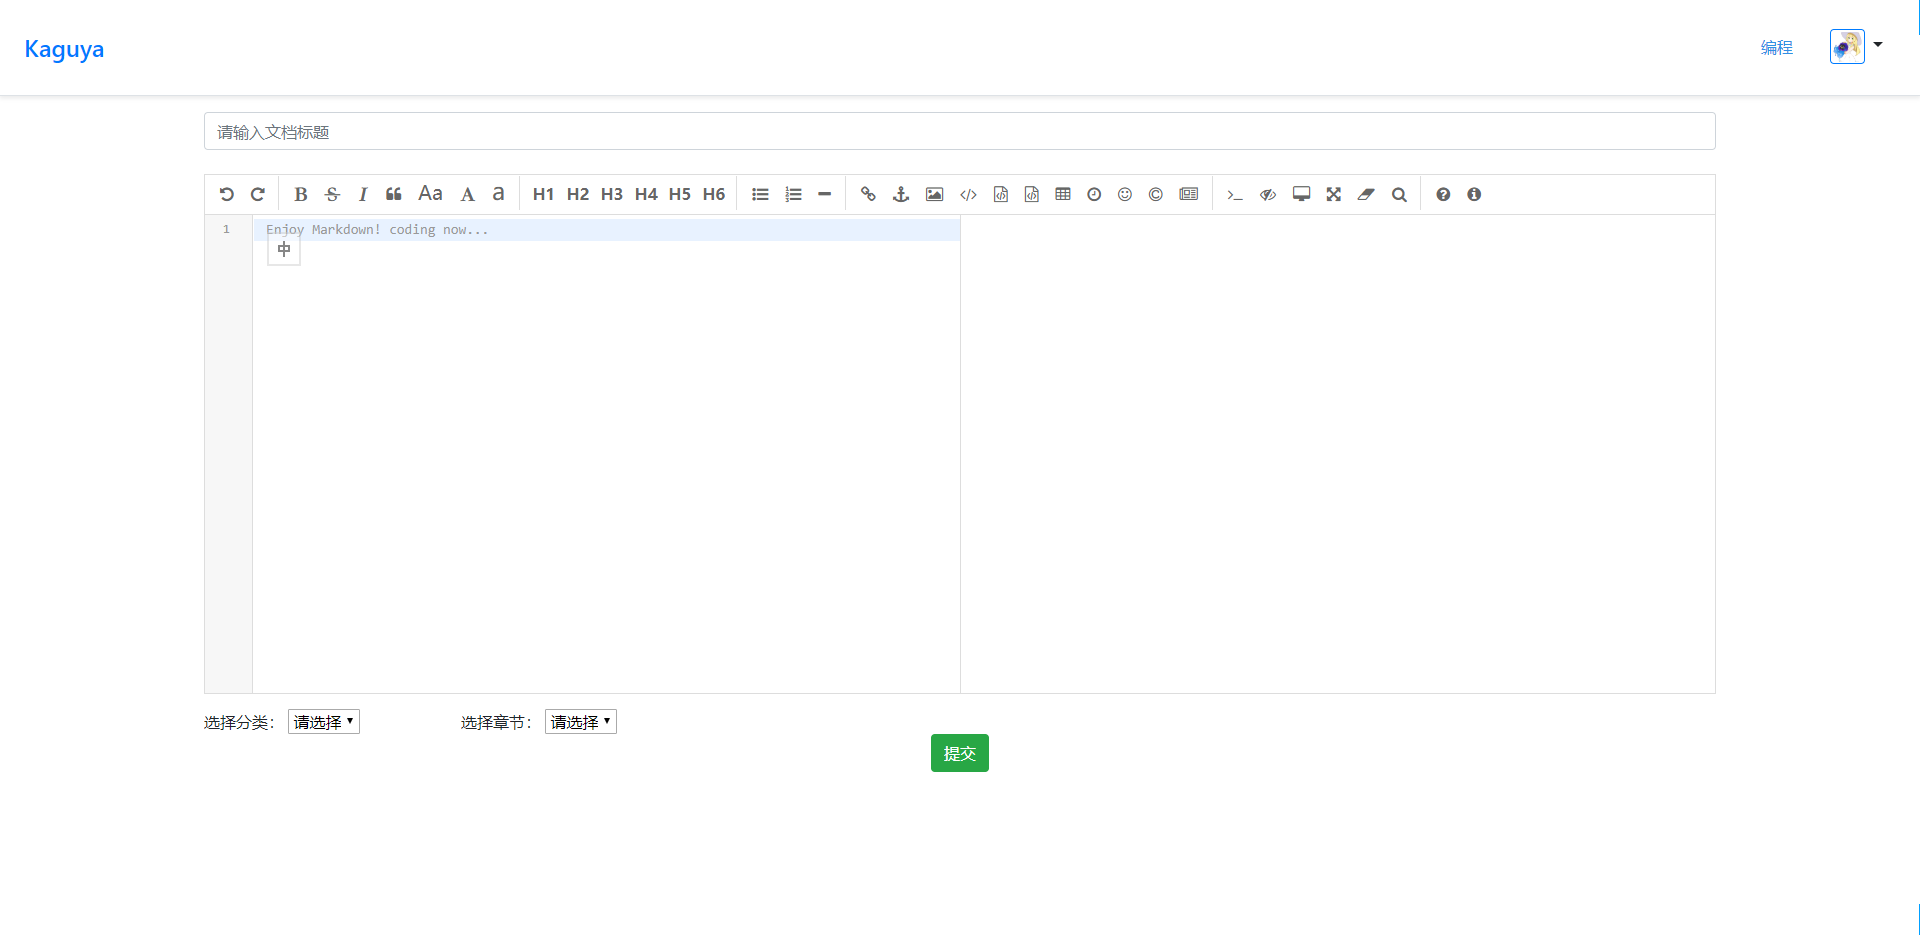 Kaguya
编程
请输入文档标题
B S I Aa A a H1 H2 H3 H4 H5 H6
1 Enjoy Markdown! coding now...
中
选择分类： 请选择 选择章节： 请选择
提交